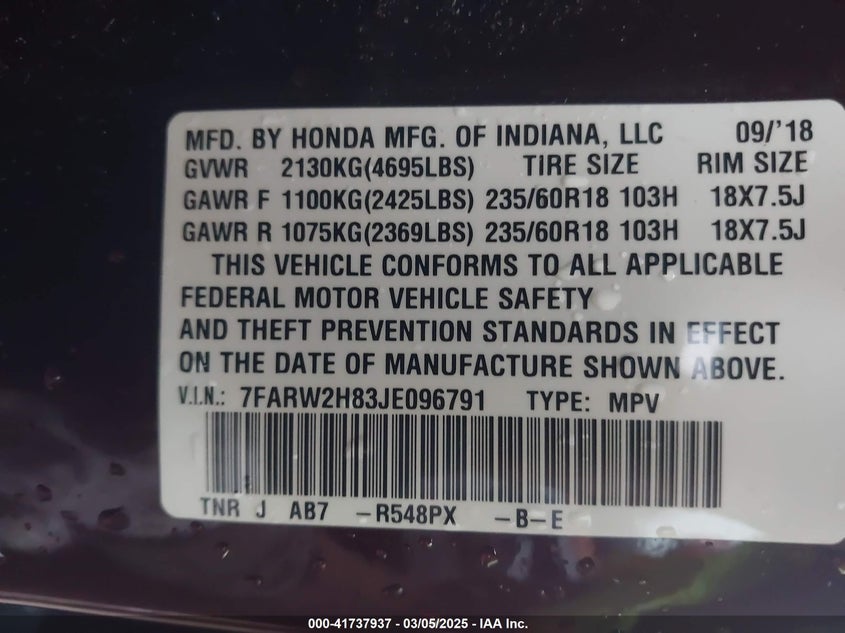 MFD. BY HONDA MFG. OF INDIANA, LLC 09/'18
GVWR 2130KG(4695LBS) TIRE SIZE RIM SIZE
GAWR F 1100KG(2425LBS) 235/60R18 103H 18X7.5J
GAWR R 1075KG(2369LBS) 235/60R18 103H 18X7.5J
THIS VEHICLE CONFORMS TO ALL APPLICABLE
FEDERAL MOTOR VEHICLE SAFETY
AND THEFT PREVENTION STANDARDS IN EFFECT
ON THE DATE OF MANUFACTURE SHOWN ABOVE.
V.I.N.: 7FARW2H83JE096791 TYPE: MPV
TNR J AB7 -R548PX -B-E
000-41737937 - 03/05/2025 - IAA Inc.